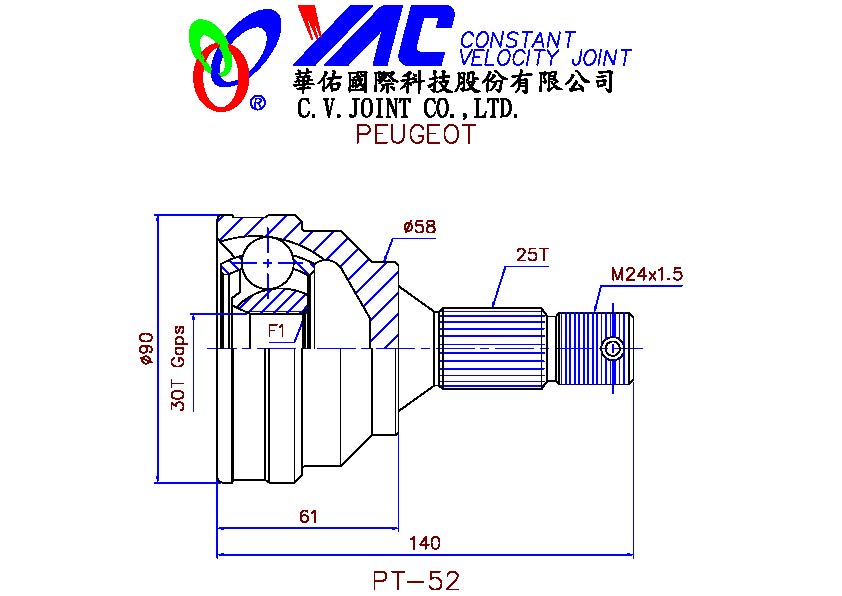 YAC CONSTANT
VELOCITY JOINT
®
華佑國際科技股份有限公司
C.V.JOINT CO.,LTD.
PEUGEOT
ø58
25T
M24x1.5
F1
ø90
30T Gaps
61
140
PT-52